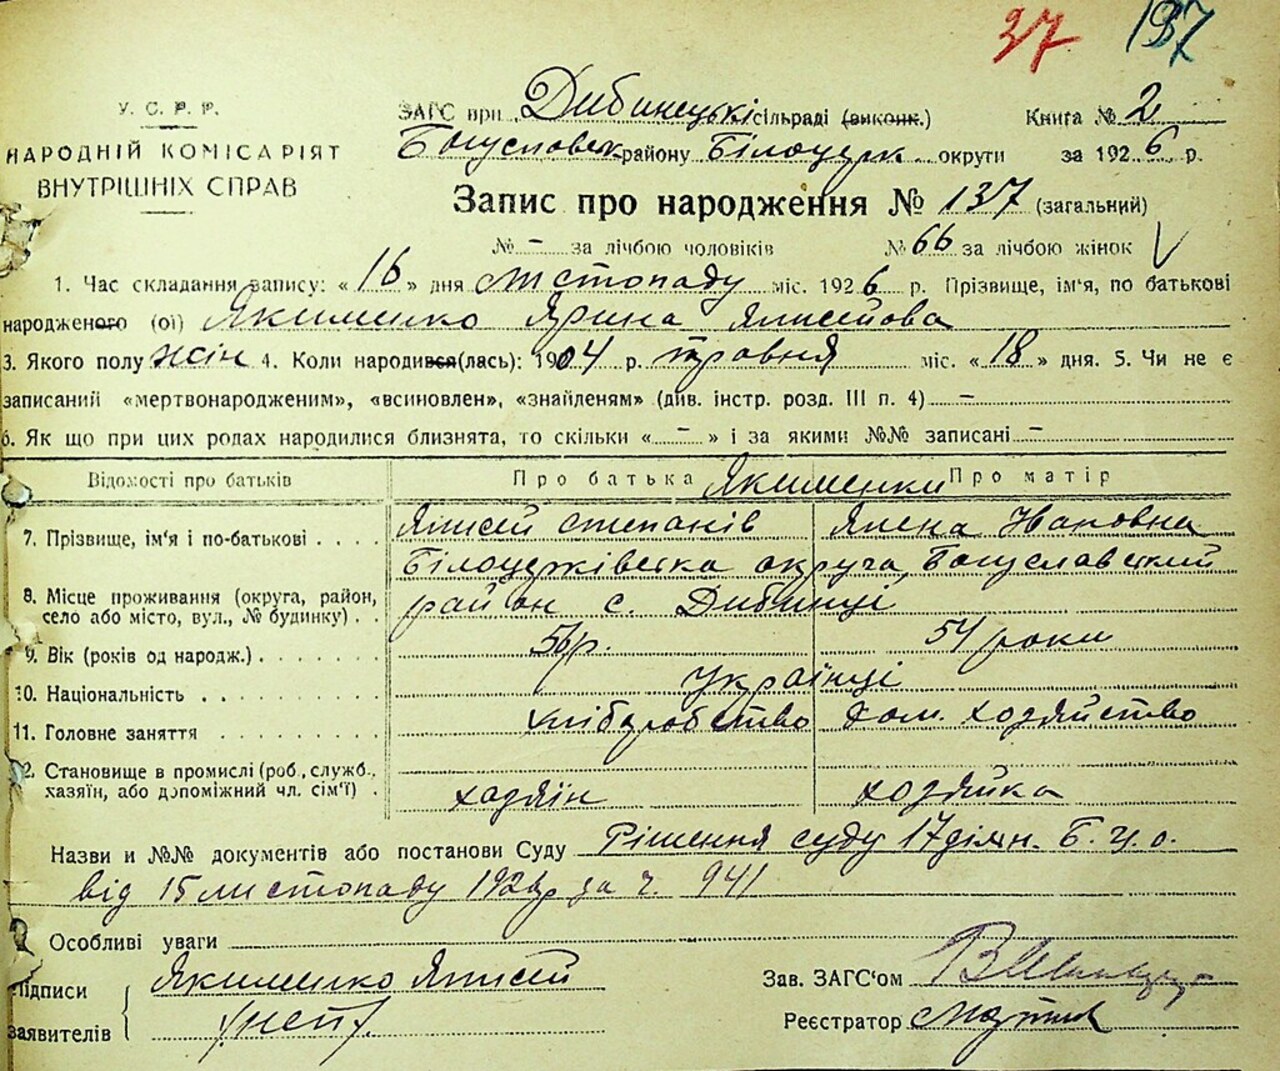 37 137
У. С. Р. Р.
НАРОДНІЙ КОМІСАРІЯТ
ВНУТРІШНІХ СПРАВ
ЗАГС при Дибинецькі сільраді (виконк.) Книга № 2
Богуславск району Білоцерк округи за 1926 р.
Запис про народження № 137 (загальний)
№ - за лічбою чоловіків № 66 за лічбою жінок
1. Час складання запису: « 16 » дня листопаду міс. 1926 р. Прізвище, ім'я, по батькові
народженого (ої) Якименко Ярина Ялисеїова
3. Якого полу жін 4. Коли народився(лась): 1904 р. травня міс. « 18 » дня. 5. Чи не є
записаний «мертвонародженим», «всиновлен», «знайденям» (див. інстр. розд. III п. 4) -
6. Як що при цих родах народилися близнята, то скільки « - » і за якими №№ записані -
Відомості про батьків Про батька Якименки Про матір
7. Прізвище, ім'я і по-батькові Ялисей степанів Ялена Йваповна
Білоцерківська округа, Богуславский
8. Місце проживання (округа, район, район с. Дибинці
село або місто, вул., № будинку)
9. Вік (років од народж.) 56 р. 54 роки
10. Національність Українці
11. Головне заняття хліборобство дом. хозяйство
12. Становище в промислі (роб., служб.,
хазяїн, або допоміжний чл. сім'ї) хазяїн хозяйка
Назви и №№ документів або постанови Суду Рішення суду 17 дільн. Б. Ц. о.
від 15 листопаду 1926 р за ч. 941
Особливі уваги
Підписи Якименко Ялисей Зав. ЗАГС'ом
заявителів Реєстратор